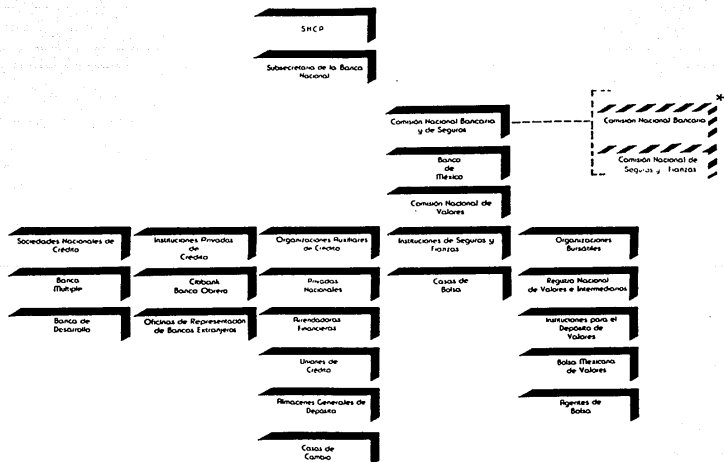 SHCP
Subsecretaria de la Banca
Nacional
*
Comisión Nacional Bancaria
y de Seguros
Comisión Nacional Bancaria
Comisión Nacional de
Seguros y Fianzas
Banco
de
México
Comisión Nacional de
Valores
Sociedades Nacionales de
Crédito
Instituciones Privadas
de
Crédito
Organizaciones Auxiliares
de Crédito
Instituciones de Seguros y
Fianzas
Organizaciones
Bursátiles
Banca
Multiple
Citibank
Banco Obrero
Privadas
Nacionales
Casas de
Bolsa
Registro Nacional
de Valores e Intermediarios
Banca de
Desarrollo
Oficinas de Representación
de Bancos Extranjeros
Arrendadoras
Financieras
Instituciones para el
Depósito de
Valores
Uniones de
Crédito
Bolsa Mexicana
de Valores
Almacenes Generales de
Deposito
Agentes de
Bolsa
Casas de
Cambio